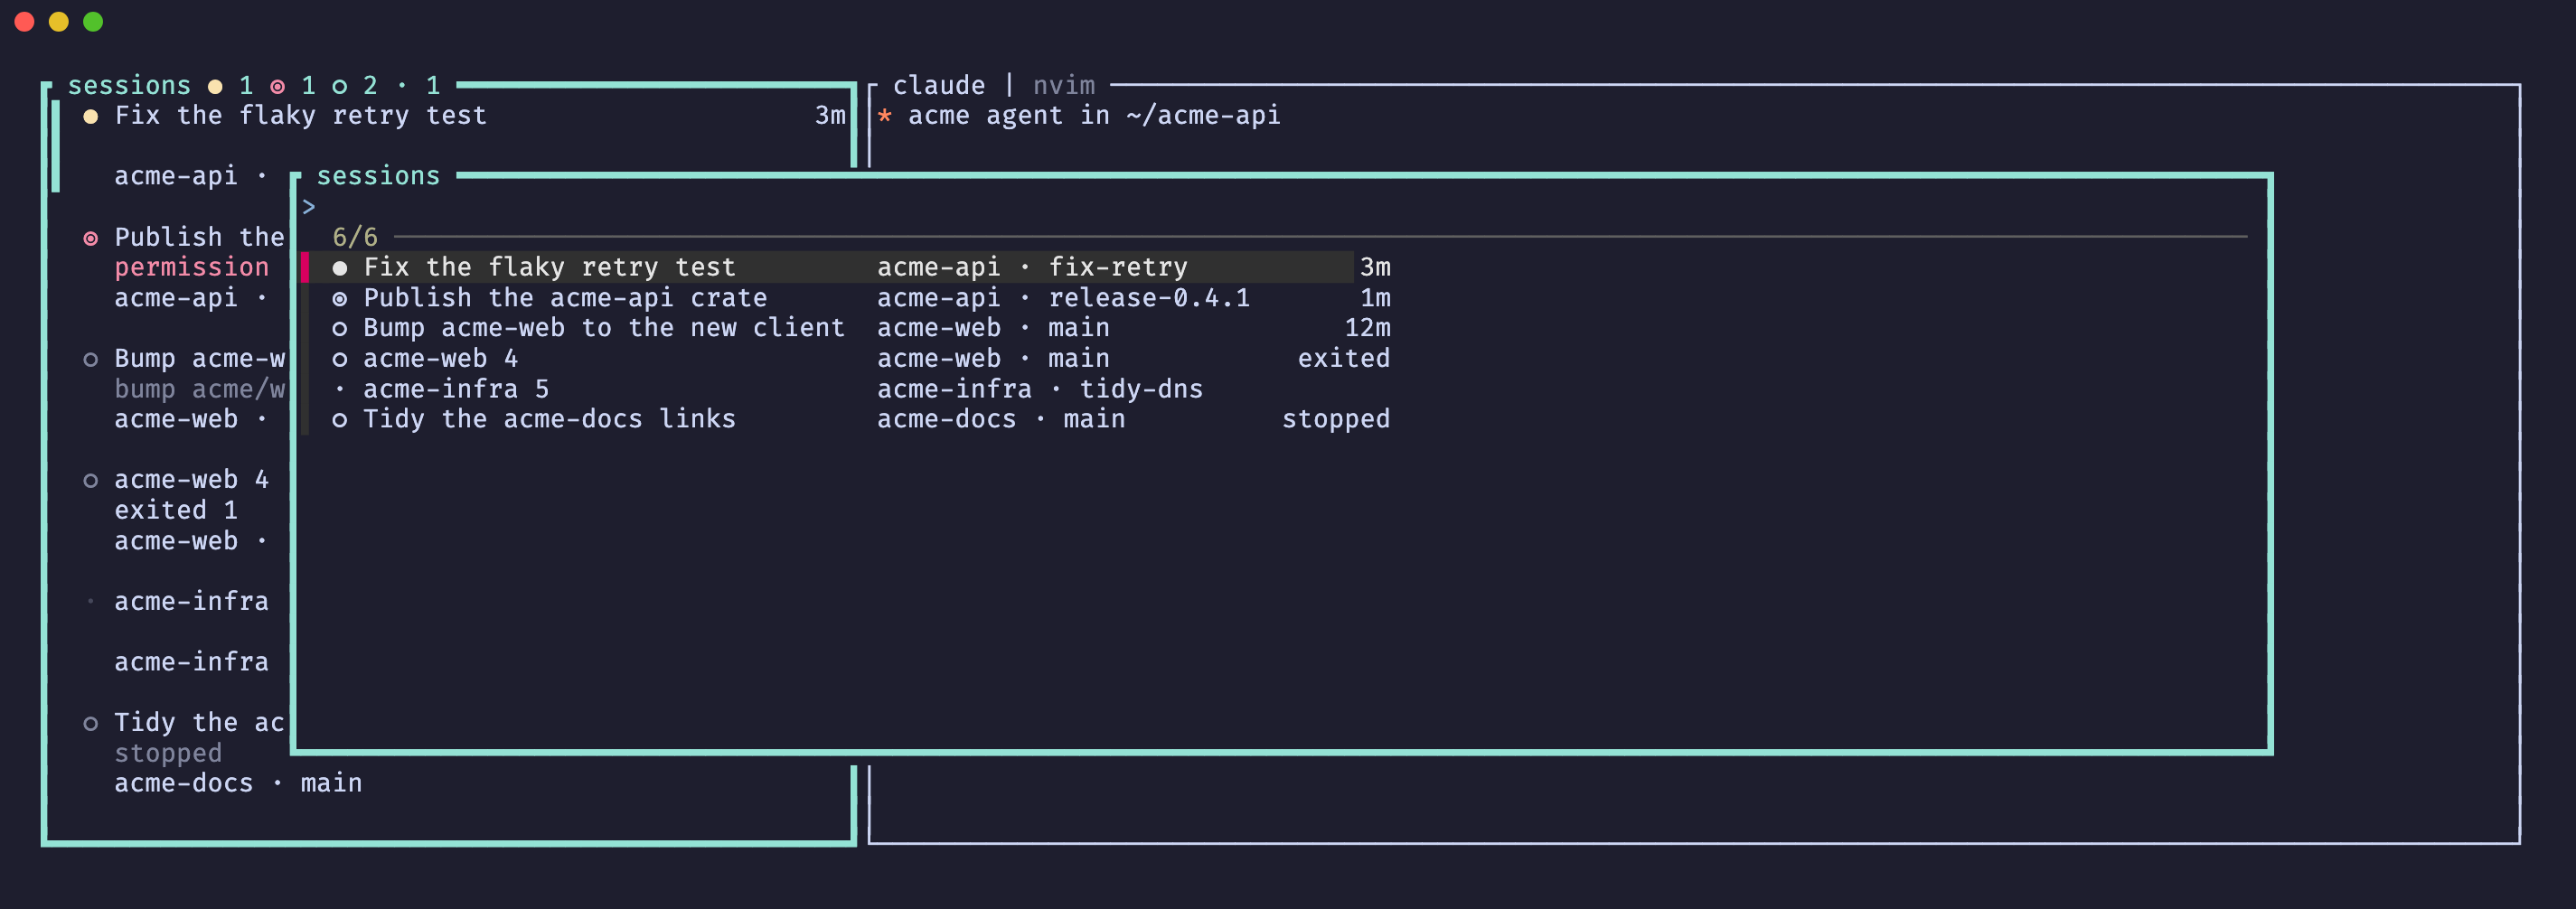 sessions ● 1 ◉ 1 ○ 2 · 1
● Fix the flaky retry test 3m
acme-api ·
◉ Publish the
permission
acme-api ·
○ Bump acme-w
bump acme/w
acme-web ·
○ acme-web 4
exited 1
acme-web ·
· acme-infra
acme-infra
○ Tidy the ac
stopped
acme-docs · main
claude | nvim
* acme agent in ~/acme-api
sessions
>
6/6
● Fix the flaky retry test acme-api · fix-retry 3m
◉ Publish the acme-api crate acme-api · release-0.4.1 1m
○ Bump acme-web to the new client acme-web · main 12m
○ acme-web 4 acme-web · main exited
· acme-infra 5 acme-infra · tidy-dns
○ Tidy the acme-docs links acme-docs · main stopped